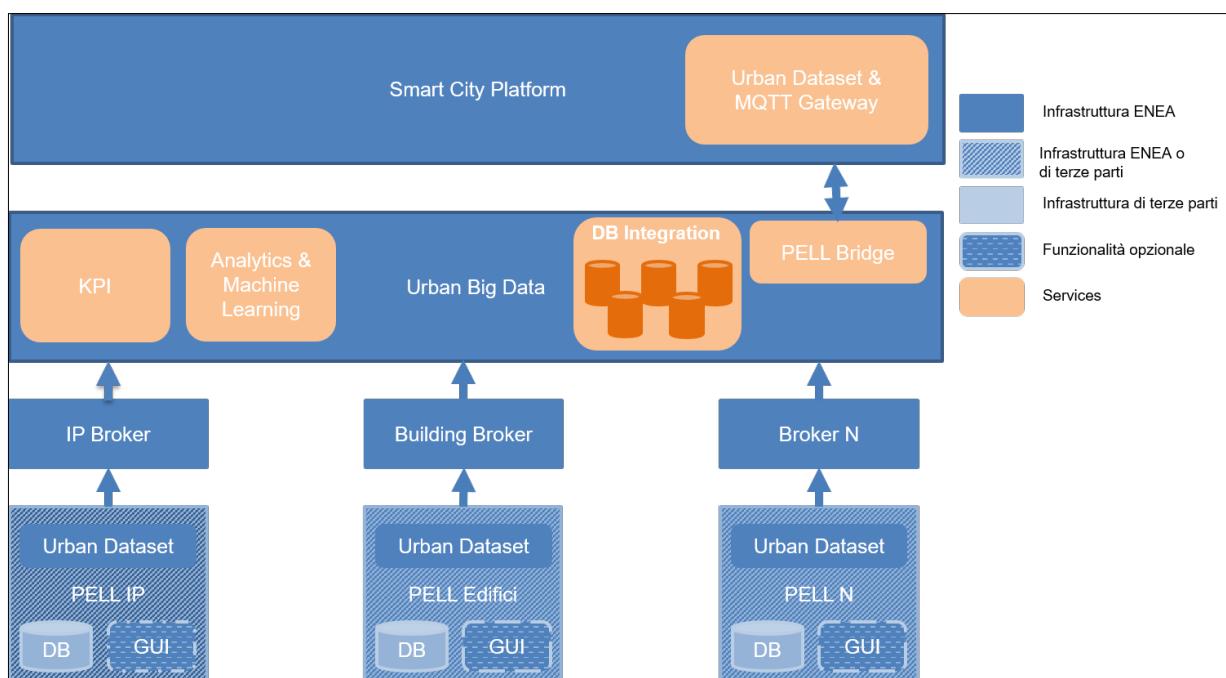 Smart City Platform
Urban Dataset &
MQTT Gateway
Infrastruttura ENEA
Infrastruttura ENEA o
di terze parti
Infrastruttura di terze parti
Funzionalità opzionale
Services
KPI
Analytics &
Machine
Learning
Urban Big Data
DB Integration
PELL Bridge
IP Broker
Building Broker
Broker N
Urban Dataset
PELL IP
DB
GUI
Urban Dataset
PELL Edifici
DB
GUI
Urban Dataset
PELL N
DB
GUI